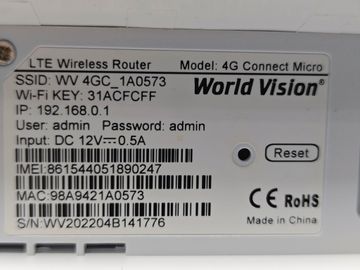 LTE Wireless Router Model: 4G Connect Micro
SSID: WV 4GC_1A0573
World Vision®
Wi-Fi KEY: 31ACFCFF
IP: 192.168.0.1
User: admin Password: admin
Input: DC 12V⎓0.5A
Reset
IMEI:861544051890247
MAC:98A9421A0573
CE RoHS
Made in China
S/N:WV202204B141776